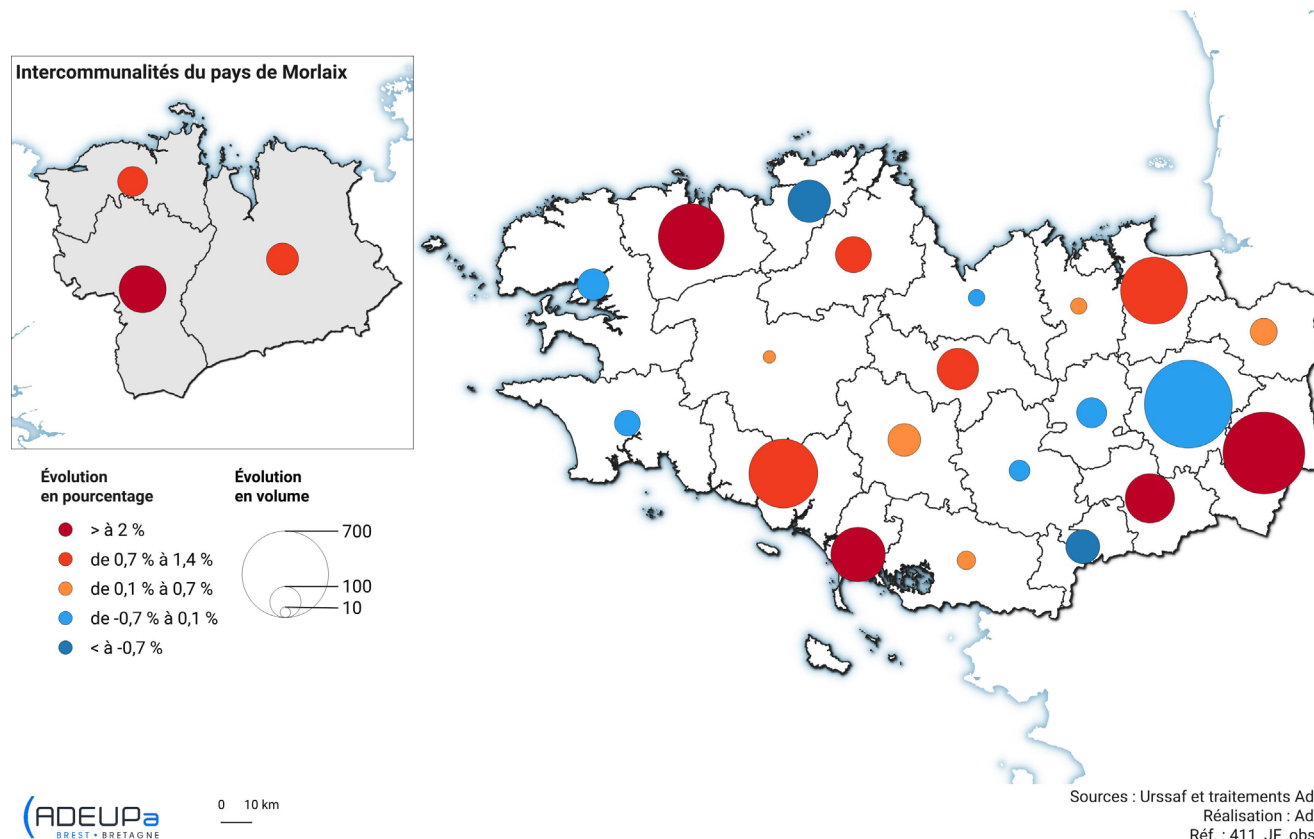 Intercommunalités du pays de Morlaix
Évolution
en pourcentage
> à 2 %
de 0,7 % à 1,4 %
de 0,1 % à 0,7 %
de -0,7 % à 0,1 %
< à -0,7 %
Évolution
en volume
700
100
10
ADEUPa
BREST • BRETAGNE
0 10 km
Sources : Urssaf et traitements Ad
Réalisation : Ad
Réf. : 411_JF_obs